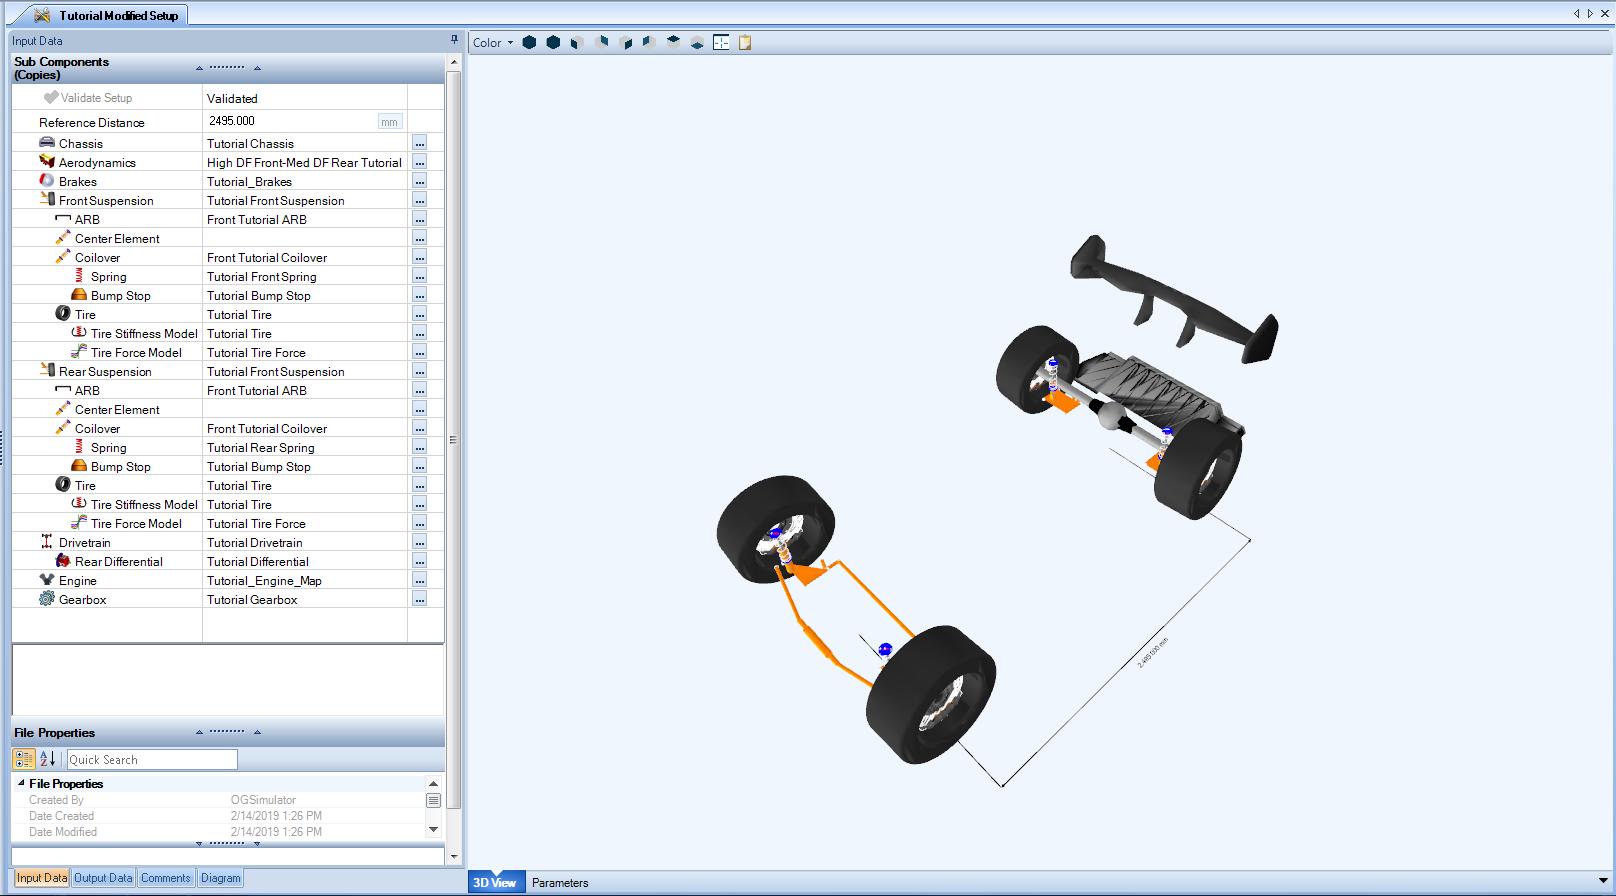 Tutorial Modified Setup
Input Data
Color
Sub Components
(Copies)
Validate Setup Validated
Reference Distance 2495.000 mm
Chassis Tutorial Chassis ...
Aerodynamics High DF Front-Med DF Rear Tutorial ...
Brakes Tutorial_Brakes ...
Front Suspension Tutorial Front Suspension ...
ARB Front Tutorial ARB ...
Center Element ...
Coilover Front Tutorial Coilover ...
Spring Tutorial Front Spring ...
Bump Stop Tutorial Bump Stop ...
Tire Tutorial Tire ...
Tire Stiffness Model Tutorial Tire ...
Tire Force Model Tutorial Tire Force ...
Rear Suspension Tutorial Front Suspension ...
ARB Front Tutorial ARB ...
Center Element ...
Coilover Front Tutorial Coilover ...
Spring Tutorial Rear Spring ...
Bump Stop Tutorial Bump Stop ...
Tire Tutorial Tire ...
Tire Stiffness Model Tutorial Tire ...
Tire Force Model Tutorial Tire Force ...
Drivetrain Tutorial Drivetrain ...
Rear Differential Tutorial Differential ...
Engine Tutorial_Engine_Map ...
Gearbox Tutorial Gearbox ...
2,495.000 mm
File Properties
Quick Search
File Properties
Created By OGSimulator
Date Created 2/14/2019 1:26 PM
Date Modified 2/14/2019 1:26 PM
Input Data Output Data Comments Diagram
3D View Parameters